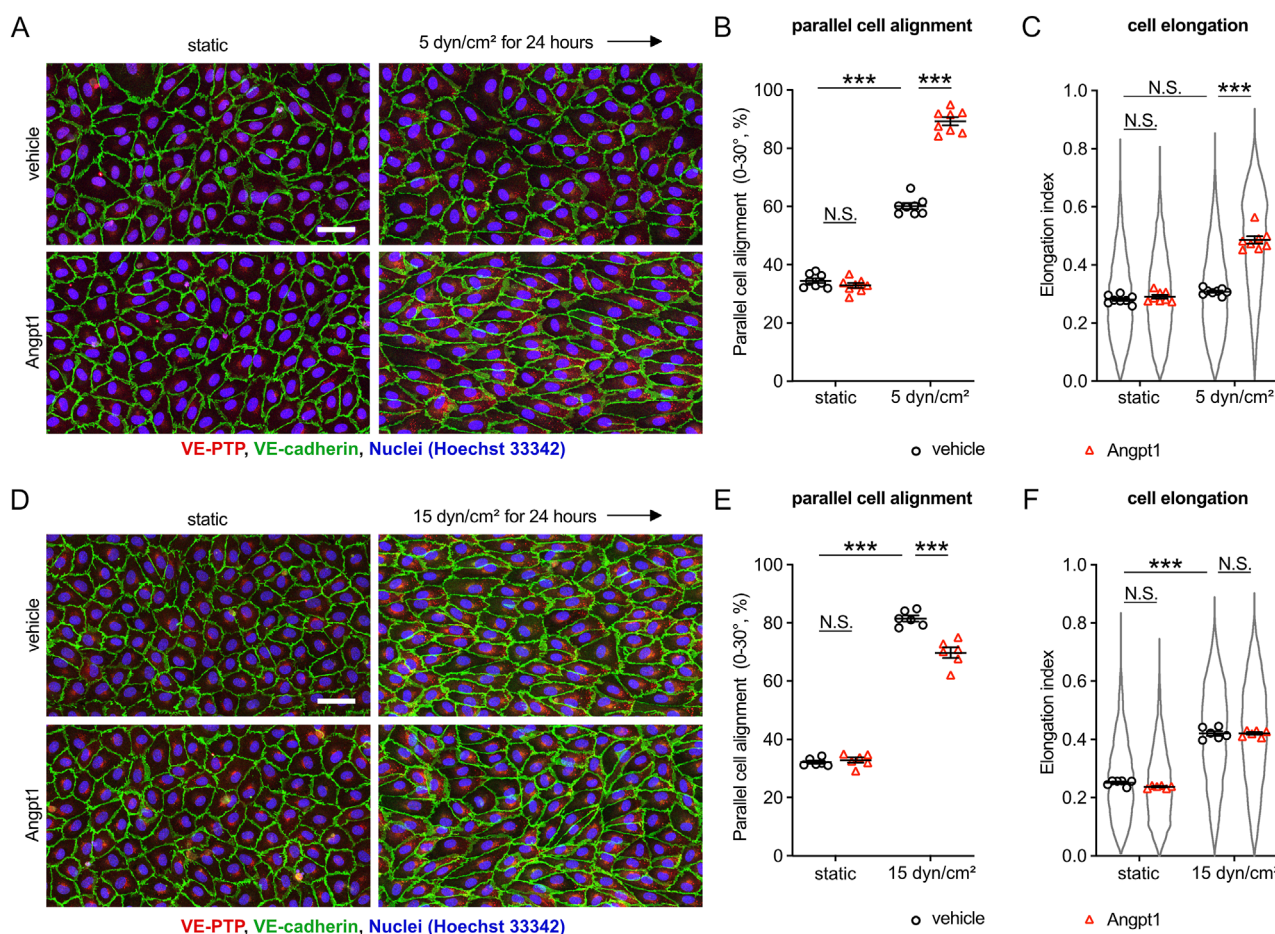 A
static
5 dyn/cm² for 24 hours
vehicle
Angpt1
VE-PTP, VE-cadherin, Nuclei (Hoechst 33342)
B
parallel cell alignment
Parallel cell alignment (0-30°, %)
100
80
60
40
20
0
***
***
N.S.
static
5 dyn/cm²
C
cell elongation
Elongation index
1.0
0.8
0.6
0.4
0.2
0.0
N.S.
***
N.S.
static
5 dyn/cm²
vehicle
Angpt1
D
static
15 dyn/cm² for 24 hours
vehicle
Angpt1
VE-PTP, VE-cadherin, Nuclei (Hoechst 33342)
E
parallel cell alignment
Parallel cell alignment (0-30°, %)
100
80
60
40
20
0
***
***
N.S.
static
15 dyn/cm²
F
cell elongation
Elongation index
1.0
0.8
0.6
0.4
0.2
0.0
***
N.S.
N.S.
static
15 dyn/cm²
vehicle
Angpt1